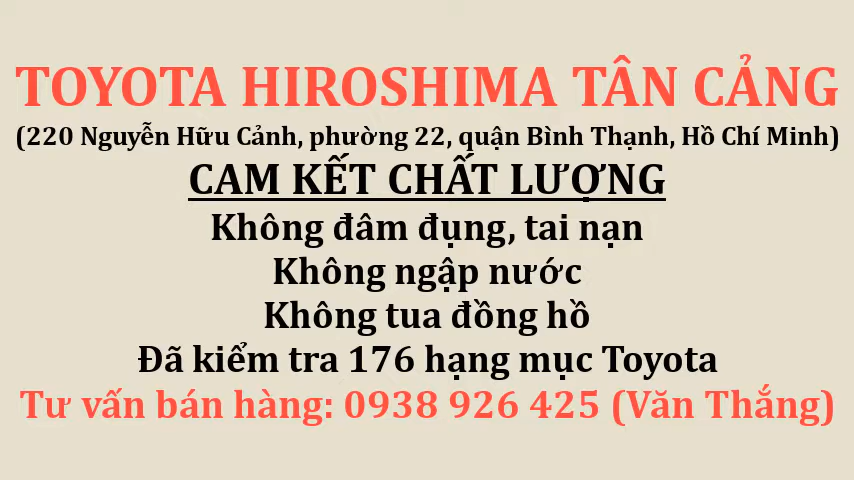 TOYOTA HIROSHIMA TÂN CẢNG
(220 Nguyễn Hữu Cảnh, phường 22, quận Bình Thạnh, Hồ Chí Minh)
CAM KẾT CHẤT LƯỢNG
Không đâm đụng, tai nạn
Không ngập nước
Không tua đồng hồ
Đã kiểm tra 176 hạng mục Toyota
Tư vấn bán hàng: 0938 926 425 (Văn Thắng)